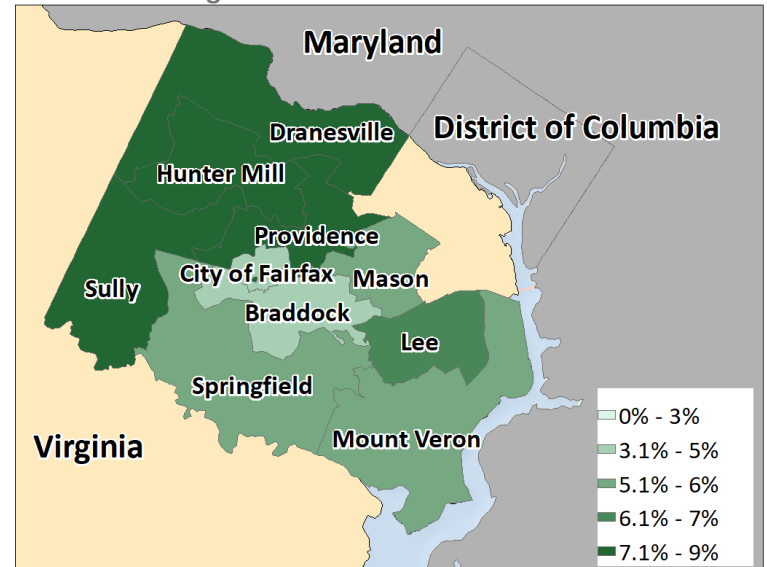 Maryland
District of Columbia
Dranesville
Hunter Mill
Providence
City of Fairfax
Mason
Sully
Braddock
Lee
Springfield
Mount Veron
Virginia
0% - 3%
3.1% - 5%
5.1% - 6%
6.1% - 7%
7.1% - 9%